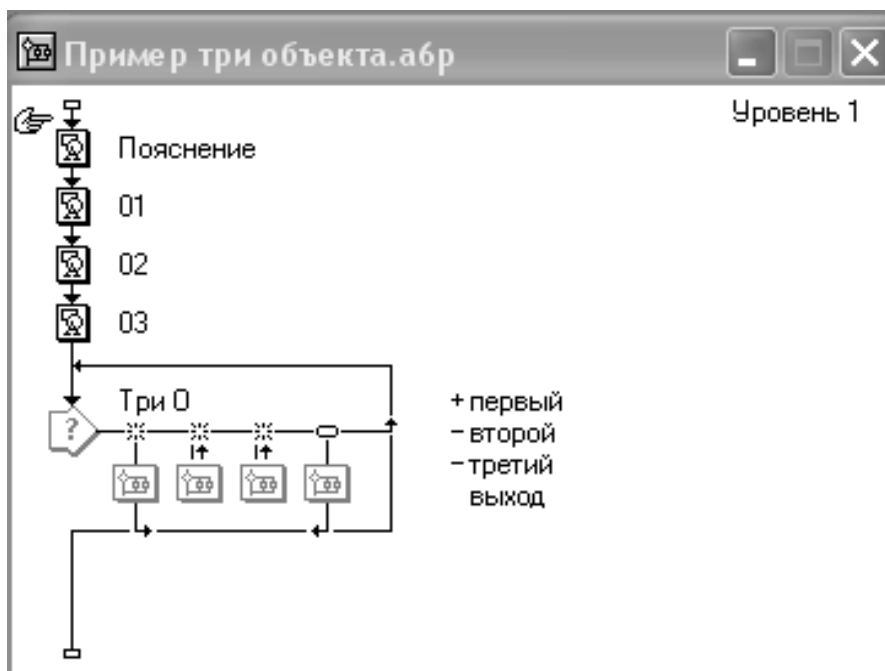 Пример три объекта.a6p
Уровень 1
Пояснение
01
02
03
Три О
?
+ первый
- второй
- третий
выход